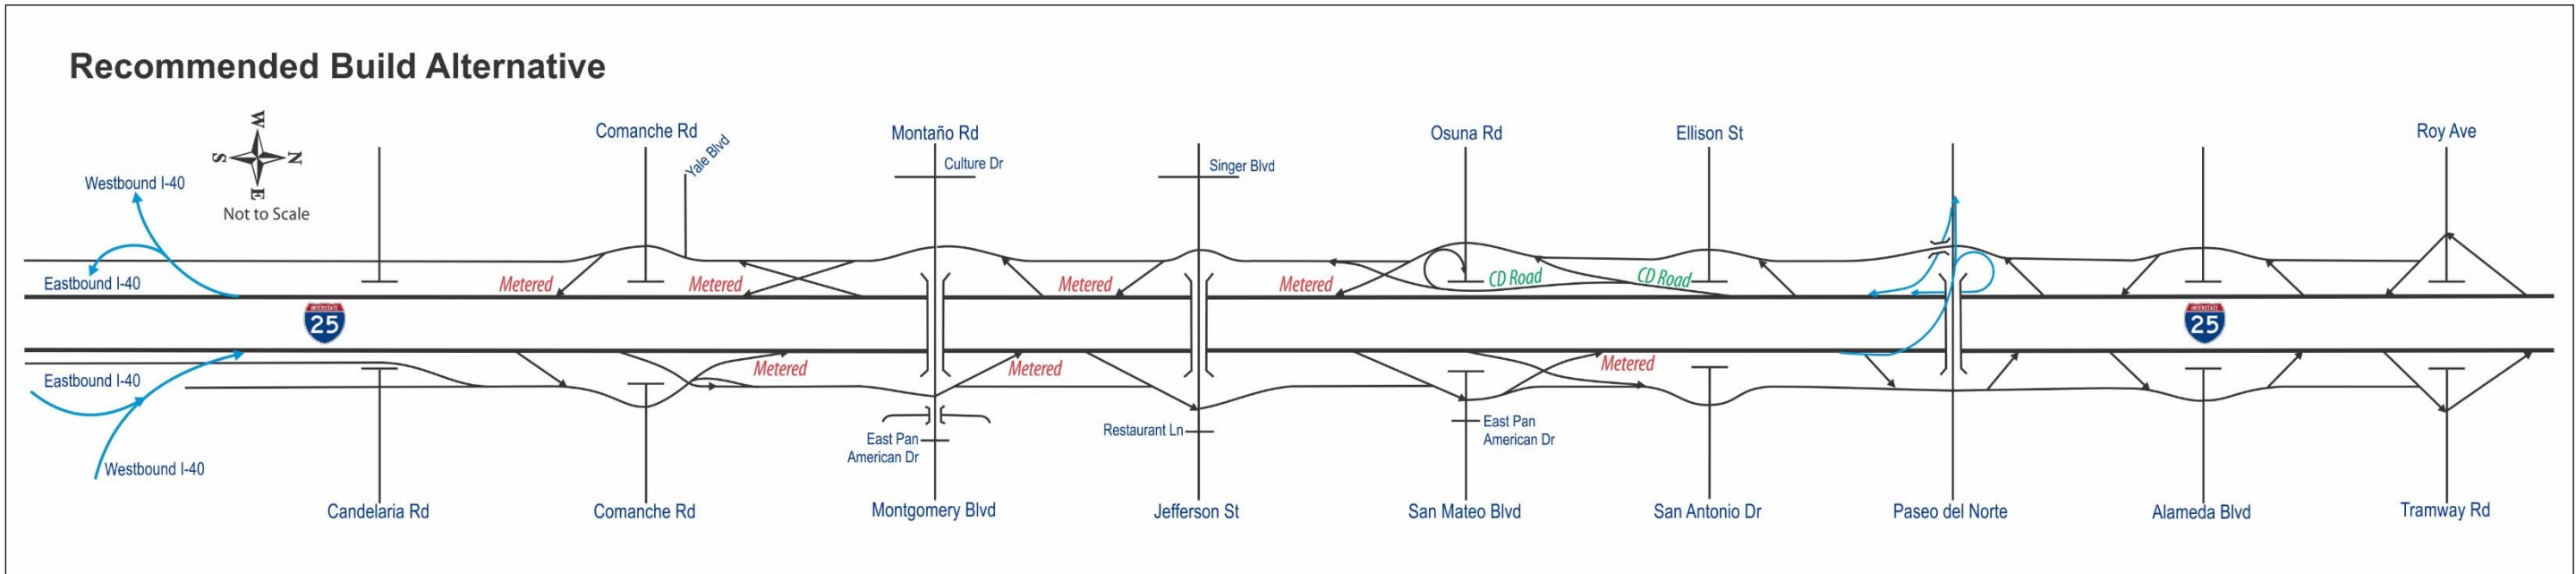 Recommended Build Alternative
W
S
N
E
Not to Scale
Westbound I-40
Eastbound I-40
Comanche Rd
Yale Blvd
Montaño Rd
Culture Dr
Singer Blvd
Osuna Rd
Ellison St
Roy Ave
Metered
Metered
Metered
Metered
CD Road
CD Road
INTERSTATE
25
INTERSTATE
25
Eastbound I-40
Westbound I-40
Metered
Metered
Metered
East Pan
American Dr
Restaurant Ln
East Pan
American Dr
Candelaria Rd
Comanche Rd
Montgomery Blvd
Jefferson St
San Mateo Blvd
San Antonio Dr
Paseo del Norte
Alameda Blvd
Tramway Rd